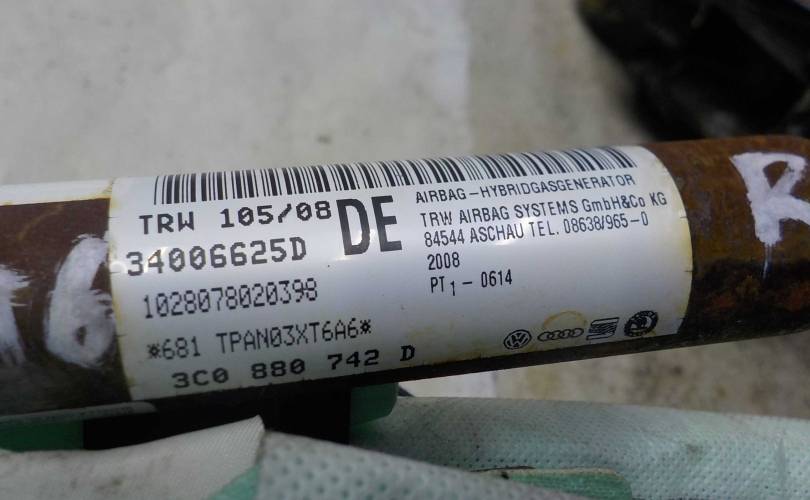 TRW 105/08
34006625D
DE
1028078020398
*681 TPAN03XT6A6*
3C0 880 742 D
AIRBAG-HYBRIDGASGENERATOR
TRW AIRBAG SYSTEMS GmbH&Co KG
84544 ASCHAU TEL. 08638/965-0
2008
PT1- 0614
R